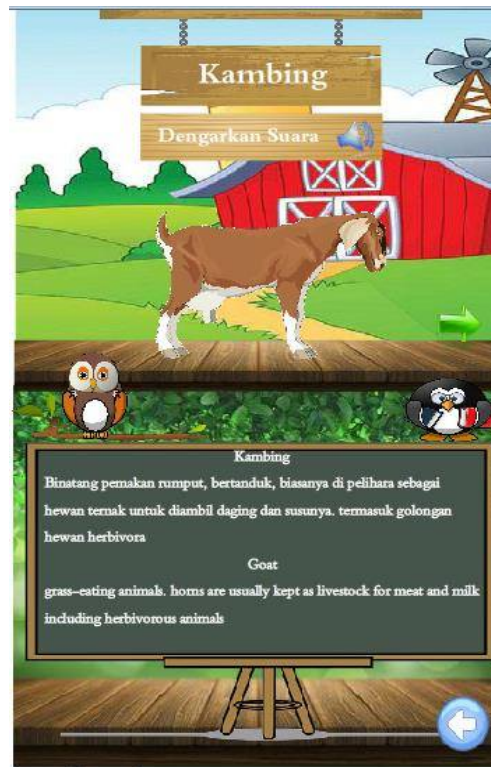 Kambing
Dengarkan Suara
Kambing
Binatang pemakan rumput, bertanduk, biasanya di pelihara sebagai
hewan ternak untuk diambil daging dan susunya. termasuk golongan
hewan herbivora
Goat
grass-eating animals. horns are usually kept as livestock for meat and milk
including herbivorous animals